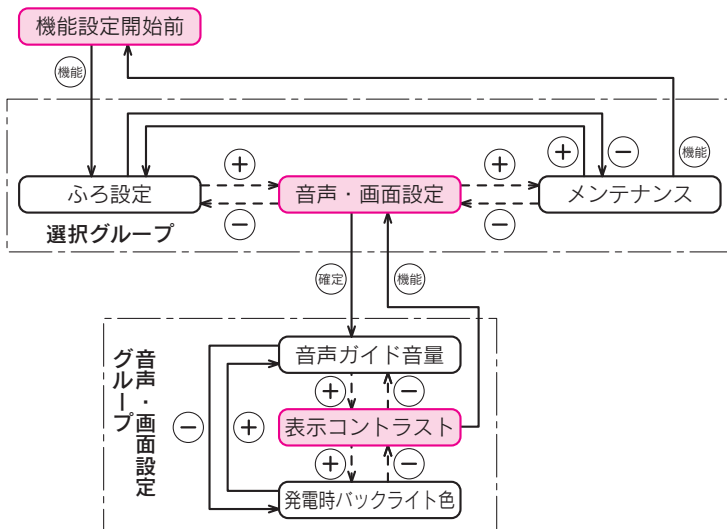 機能設定開始前
機能
＋
－
機能
ふろ設定
＋
－
音声・画面設定
＋
－
メンテナンス
選択グループ
確定
機能
音声・画面設定
グループ
音声ガイド音量
＋
－
－
＋
表示コントラスト
＋
－
発電時バックライト色